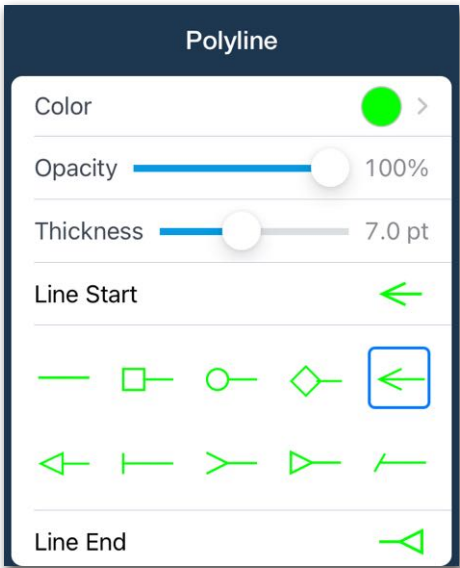 Polyline
Color
Opacity 100%
Thickness 7.0 pt
Line Start
Line End